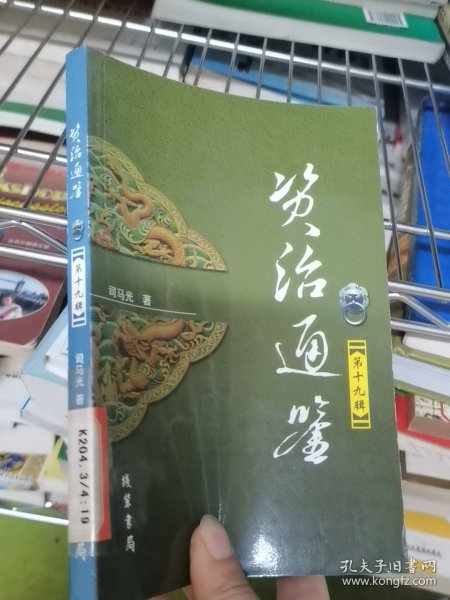 资治通鉴
【第十九辑】
司马光 著
K204.3/4:19
局
资治通鉴
【第十九辑】
司马光 著
线装书局
孔夫子旧书网
www.kongfz.com